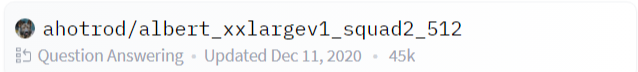 ahotrod/albert_xxlargev1_squad2_512
Question Answering • Updated Dec 11, 2020 • 45k